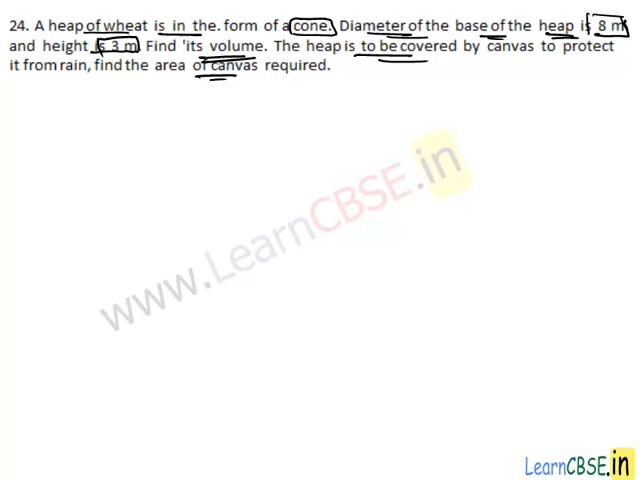 24. A heap of wheat is in the. form of a cone. Diameter of the base of the heap is 8 m
and height is 3 m. Find 'its volume. The heap is to be covered by canvas to protect
it from rain, find the area of canvas required.
www.LearnCBSE.in
LearnCBSE.in